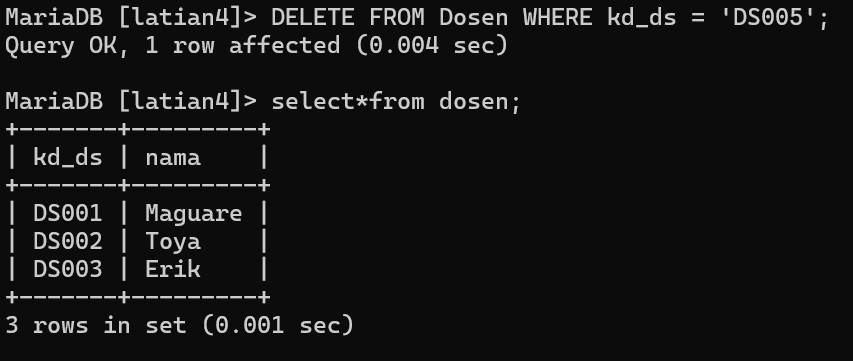 MariaDB [latian4]> DELETE FROM Dosen WHERE kd_ds = 'DS005';
Query OK, 1 row affected (0.004 sec)
MariaDB [latian4]> select*from dosen;
+-------+---------+
| kd_ds | nama    |
+-------+---------+
| DS001 | Maguare |
| DS002 | Toya    |
| DS003 | Erik    |
+-------+---------+
3 rows in set (0.001 sec)